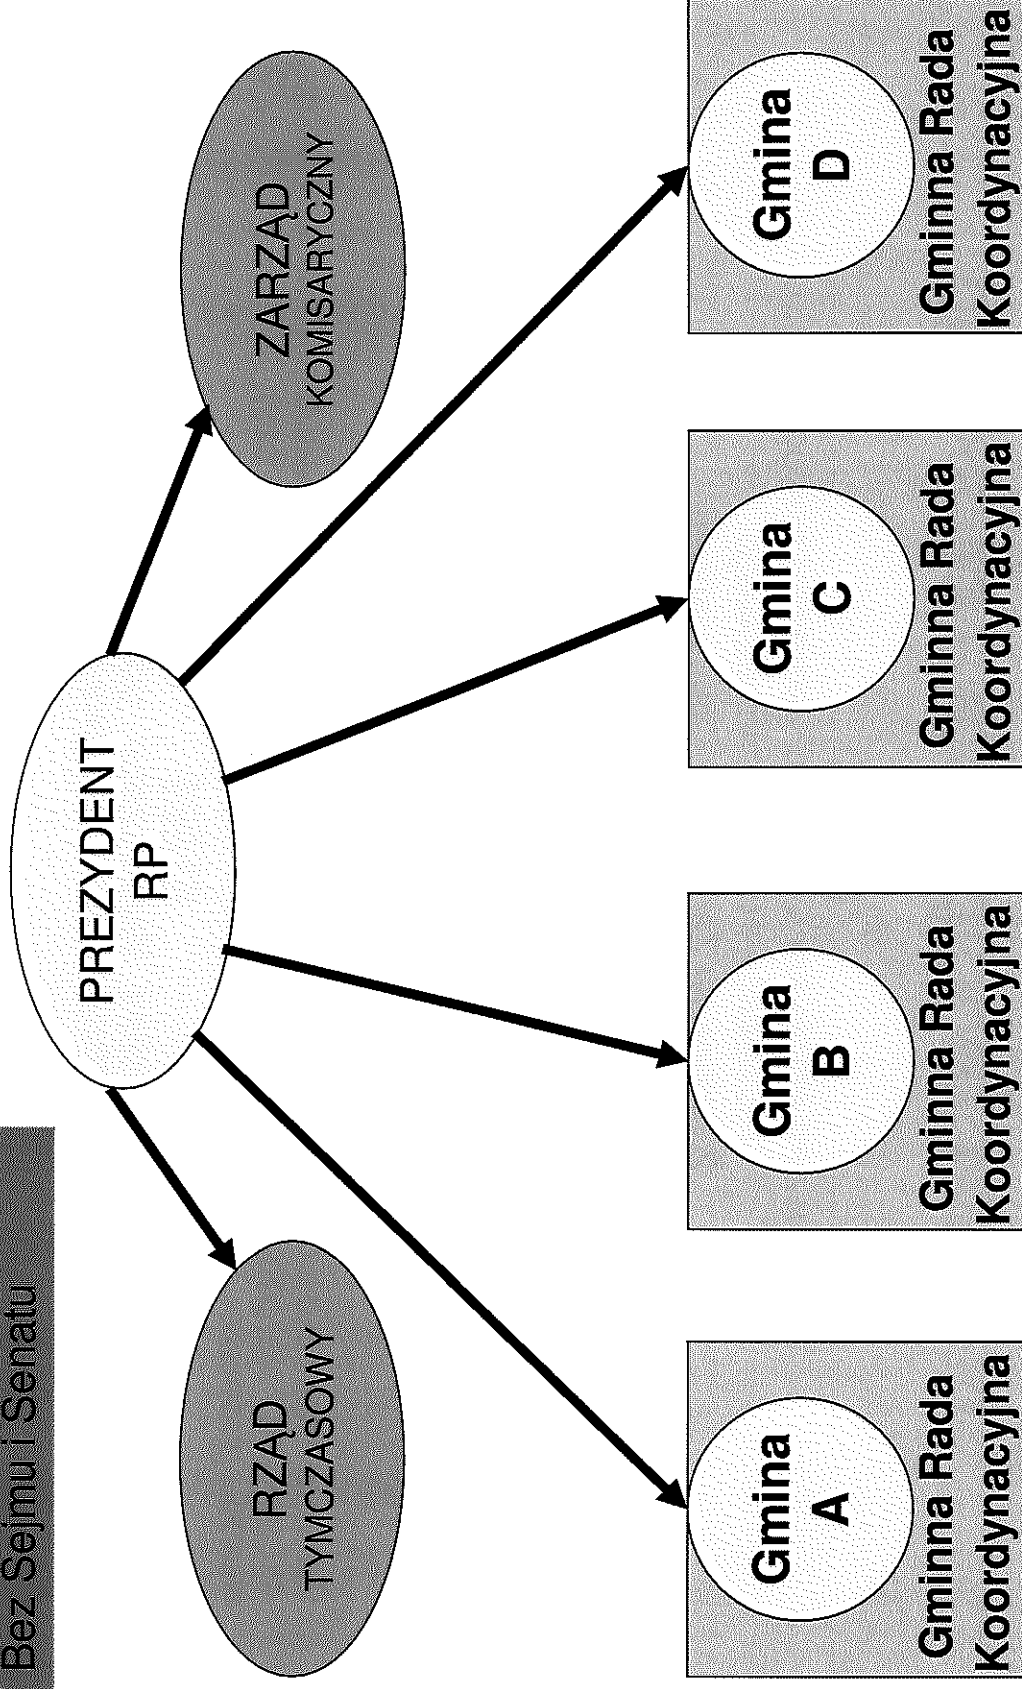 Bez Sejmu i Senatu
PREZYDENT
RP
RZĄD
TYMCZASOWY
ZARZĄD
KOMISARYCZNY
Gmina
A
Gminna Rada
Koordynacyjna
Gmina
B
Gminna Rada
Koordynacyjna
Gmina
C
Gminna Rada
Koordynacyjna
Gmina
D
Gminna Rada
Koordynacyjna